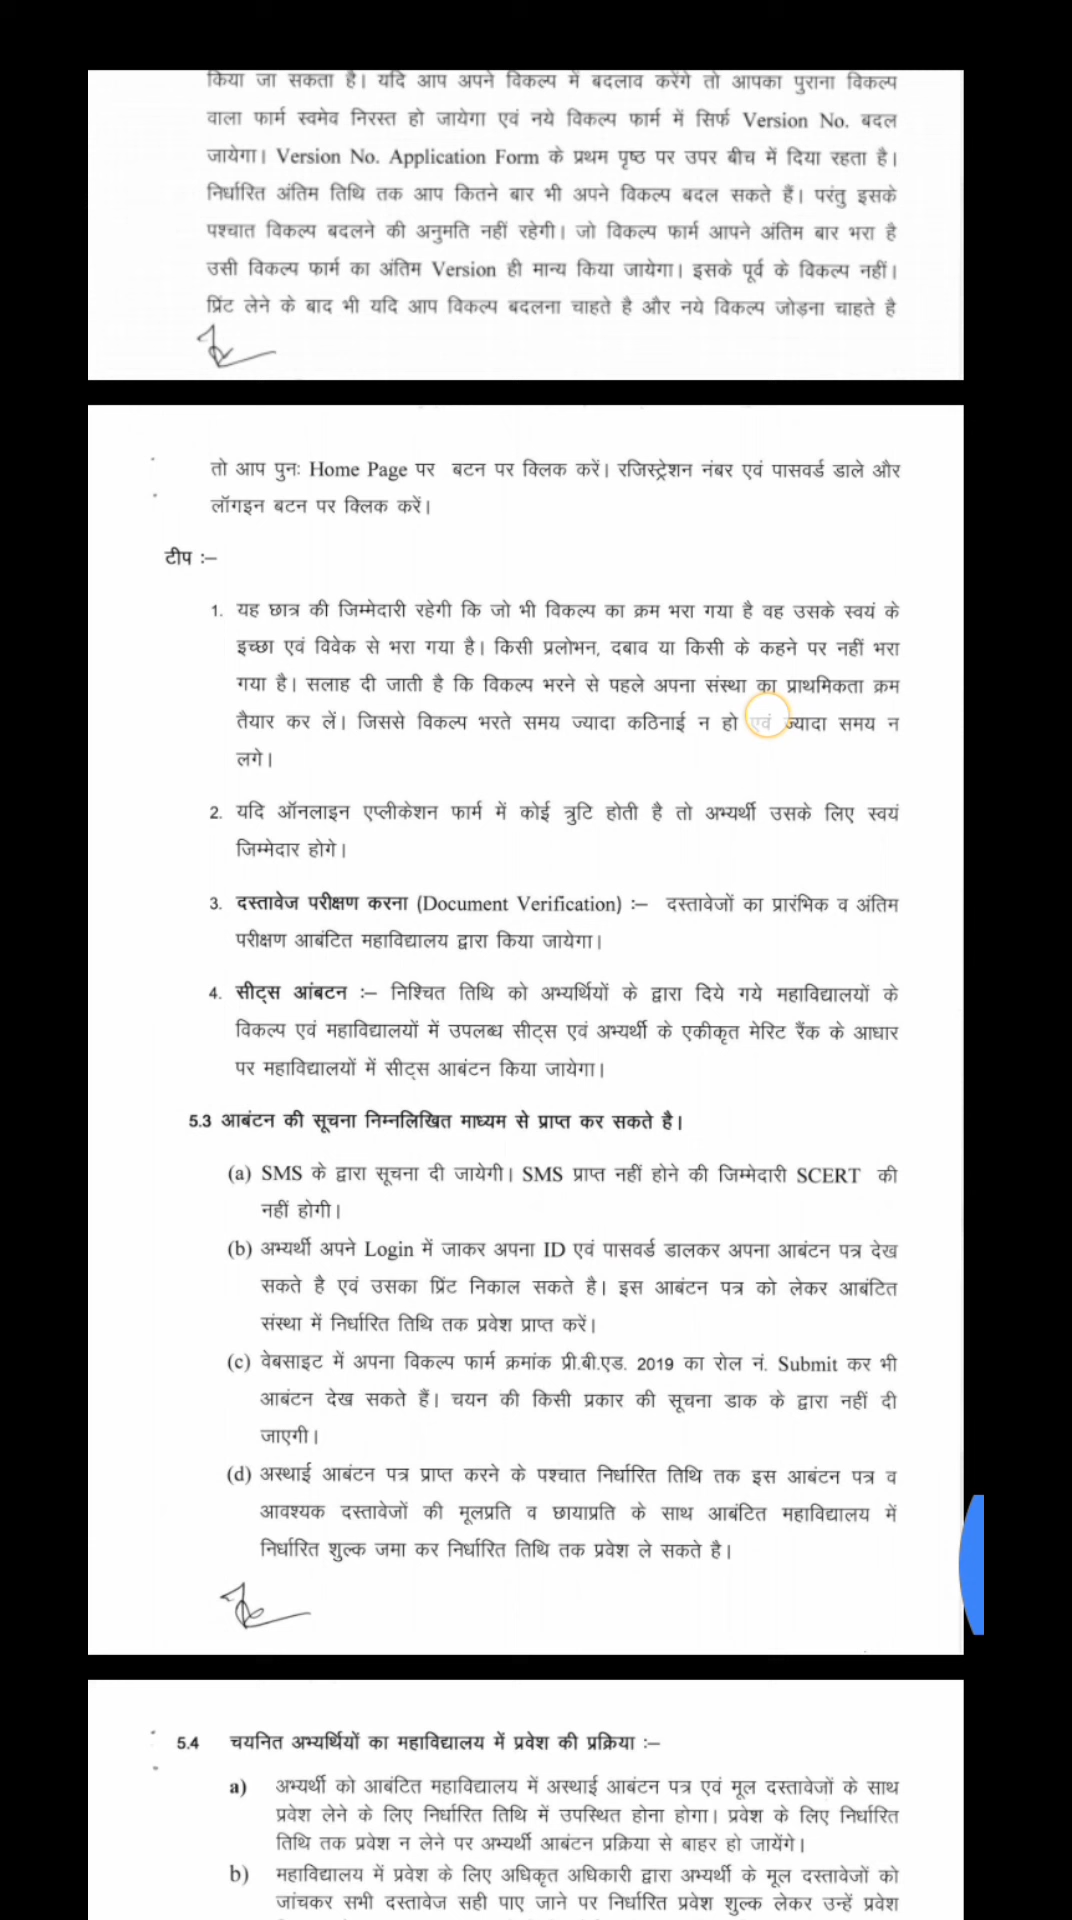 किया जा सकता है। यदि आप अपने विकल्प में बदलाव करेंगे तो आपका पुराना विकल्प
वाला फार्म स्वमेव निरस्त हो जायेगा एवं नये विकल्प फार्म में सिर्फ Version No. बदल
जायेगा। Version No. Application Form के प्रथम पृष्ठ पर उपर बीच में दिया रहता है।
निर्धारित अंतिम तिथि तक आप कितने बार भी अपने विकल्प बदल सकते हैं। परंतु इसके
पश्चात विकल्प बदलने की अनुमति नहीं रहेगी। जो विकल्प फार्म आपने अंतिम बार भरा है
उसी विकल्प फार्म का अंतिम Version ही मान्य किया जायेगा। इसके पूर्व के विकल्प नहीं।
प्रिंट लेने के बाद भी यदि आप विकल्प बदलना चाहते है और नये विकल्प जोड़ना चाहते है
तो आप पुनः Home Page पर बटन पर क्लिक करें। रजिस्ट्रेशन नंबर एवं पासवर्ड डाले और
लॉगइन बटन पर क्लिक करें।
टीप :–
1. यह छात्र की जिम्मेदारी रहेगी कि जो भी विकल्प का क्रम भरा गया है वह उसके स्वयं के
इच्छा एवं विवेक से भरा गया है। किसी प्रलोभन, दबाव या किसी के कहने पर नहीं भरा
गया है। सलाह दी जाती है कि विकल्प भरने से पहले अपना संस्था का प्राथमिकता क्रम
तैयार कर लें। जिससे विकल्प भरते समय ज्यादा कठिनाई न हो एवं ज्यादा समय न
लगे।
2. यदि ऑनलाइन एप्लीकेशन फार्म में कोई त्रुटि होती है तो अभ्यर्थी उसके लिए स्वयं
जिम्मेदार होगे।
3. दस्तावेज परीक्षण करना (Document Verification) :– दस्तावेजों का प्रारंभिक व अंतिम
परीक्षण आबंटित महाविद्यालय द्वारा किया जायेगा।
4. सीट्स आंबटन :– निश्चित तिथि को अभ्यर्थियों के द्वारा दिये गये महाविद्यालयों के
विकल्प एवं महाविद्यालयों में उपलब्ध सीट्स एवं अभ्यर्थी के एकीकृत मेरिट रैंक के आधार
पर महाविद्यालयों में सीट्स आबंटन किया जायेगा।
5.3 आबंटन की सूचना निम्नलिखित माध्यम से प्राप्त कर सकते है।
(a) SMS के द्वारा सूचना दी जायेगी। SMS प्राप्त नहीं होने की जिम्मेदारी SCERT की
नहीं होगी।
(b) अभ्यर्थी अपने Login में जाकर अपना ID एवं पासवर्ड डालकर अपना आबंटन पत्र देख
सकते है एवं उसका प्रिंट निकाल सकते है। इस आबंटन पत्र को लेकर आबंटित
संस्था में निर्धारित तिथि तक प्रवेश प्राप्त करें।
(c) वेबसाइट में अपना विकल्प फार्म क्रमांक प्री.बी.एड. 2019 का रोल नं. Submit कर भी
आबंटन देख सकते हैं। चयन की किसी प्रकार की सूचना डाक के द्वारा नहीं दी
जाएगी।
(d) अस्थाई आबंटन पत्र प्राप्त करने के पश्चात निर्धारित तिथि तक इस आबंटन पत्र व
आवश्यक दस्तावेजों की मूलप्रति व छायाप्रति के साथ आबंटित महाविद्यालय में
निर्धारित शुल्क जमा कर निर्धारित तिथि तक प्रवेश ले सकते है।
5.4 चयनित अभ्यर्थियों का महाविद्यालय में प्रवेश की प्रक्रिया :–
a) अभ्यर्थी को आबंटित महाविद्यालय में अस्थाई आबंटन पत्र एवं मूल दस्तावेजों के साथ
प्रवेश लेने के लिए निर्धारित तिथि में उपस्थित होना होगा। प्रवेश के लिए निर्धारित
तिथि तक प्रवेश न लेने पर अभ्यर्थी आबंटन प्रक्रिया से बाहर हो जायेंगे।
b) महाविद्यालय में प्रवेश के लिए अधिकृत अधिकारी द्वारा अभ्यर्थी के मूल दस्तावेजों को
जांचकर सभी दस्तावेज सही पाए जाने पर निर्धारित प्रवेश शुल्क लेकर उन्हें प्रवेश